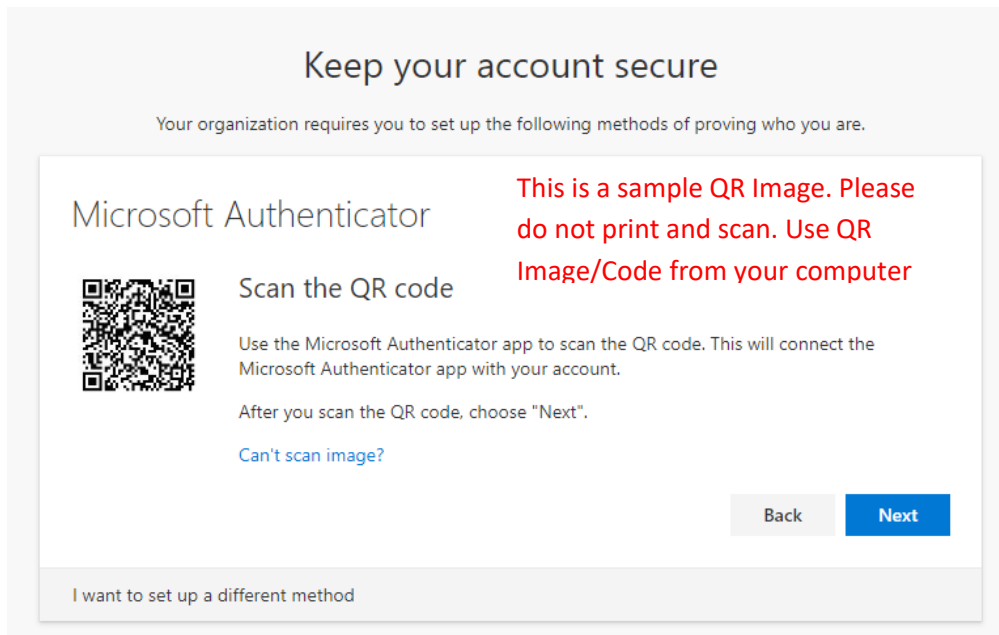 Keep your account secure
Your organization requires you to set up the following methods of proving who you are.
Microsoft Authenticator
This is a sample QR Image. Please
do not print and scan. Use QR
Image/Code from your computer
Scan the QR code
Use the Microsoft Authenticator app to scan the QR code. This will connect the
Microsoft Authenticator app with your account.
After you scan the QR code, choose "Next".
Can't scan image?
Back
Next
I want to set up a different method